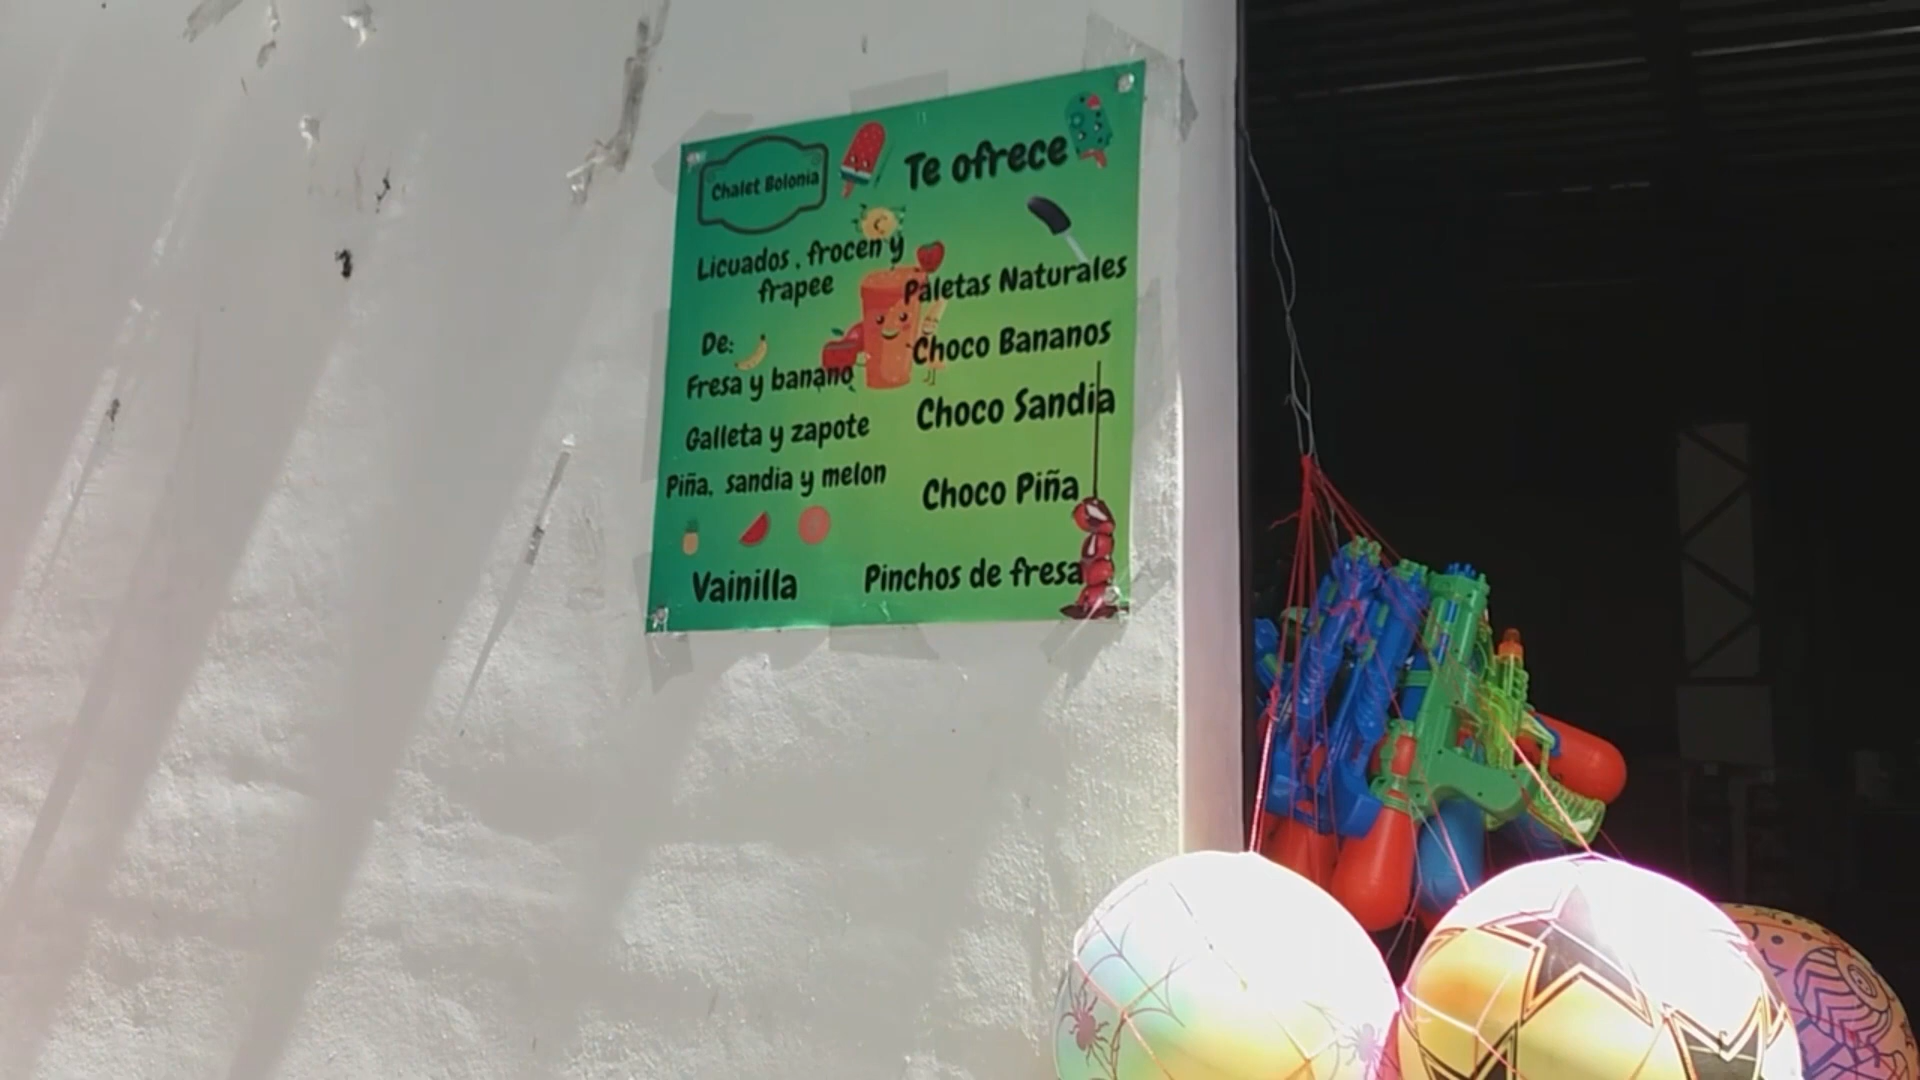 Chalet Bolonia
Te ofrece
Licuados , frocen y
frapee
De:
Fresa y banano
Galleta y zapote
Piña, sandia y melon
Vainilla
Paletas Naturales
Choco Bananos
Choco Sandia
Choco Piña
Pinchos de fresa